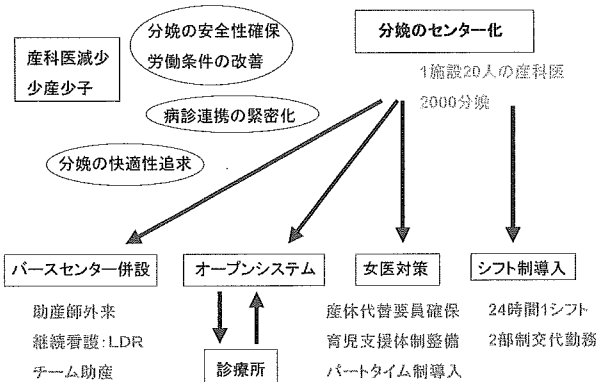 分娩の安全性確保
労働条件の改善
分娩のセンター化
産科医減少
少産少子
1施設20人の産科医
2000分娩
病診連携の緊密化
分娩の快適性追求
バースセンター併設
オープンシステム
女医対策
シフト制導入
助産師外来
継続看護:LDR
チーム助産
診療所
産休代替要員確保
育児支援体制整備
パートタイム制導入
24時間1シフト
2部制交代勤務